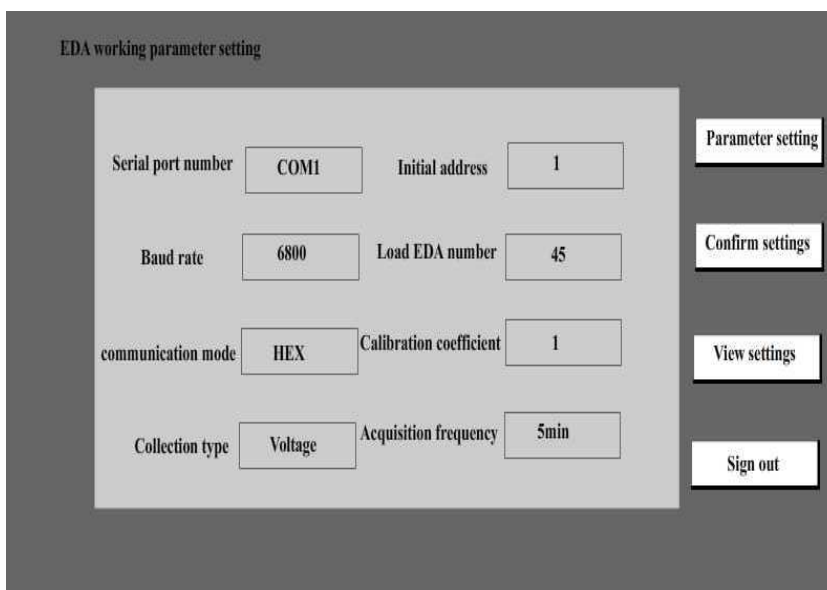 EDA working parameter setting
Serial port number COM1 Initial address 1 Parameter setting
Baud rate 6800 Load EDA number 45 Confirm settings
communication mode HEX Calibration coefficient 1 View settings
Collection type Voltage Acquisition frequency 5min Sign out